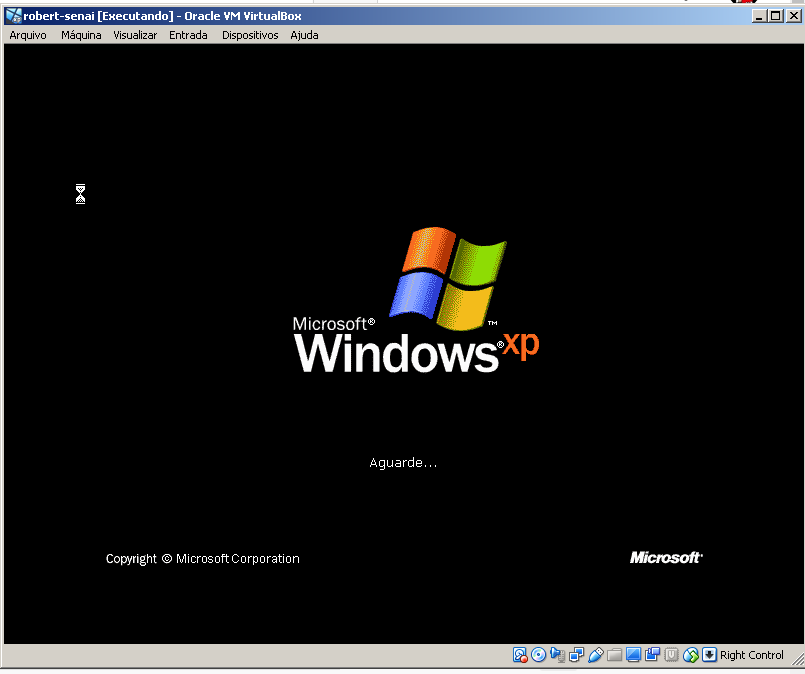 robert-senai [Executando] - Oracle VM VirtualBox
Arquivo Máquina Visualizar Entrada Dispositivos Ajuda
Microsoft®
Windows® xp ™
Aguarde...
Copyright © Microsoft Corporation
Microsoft®
Right Control